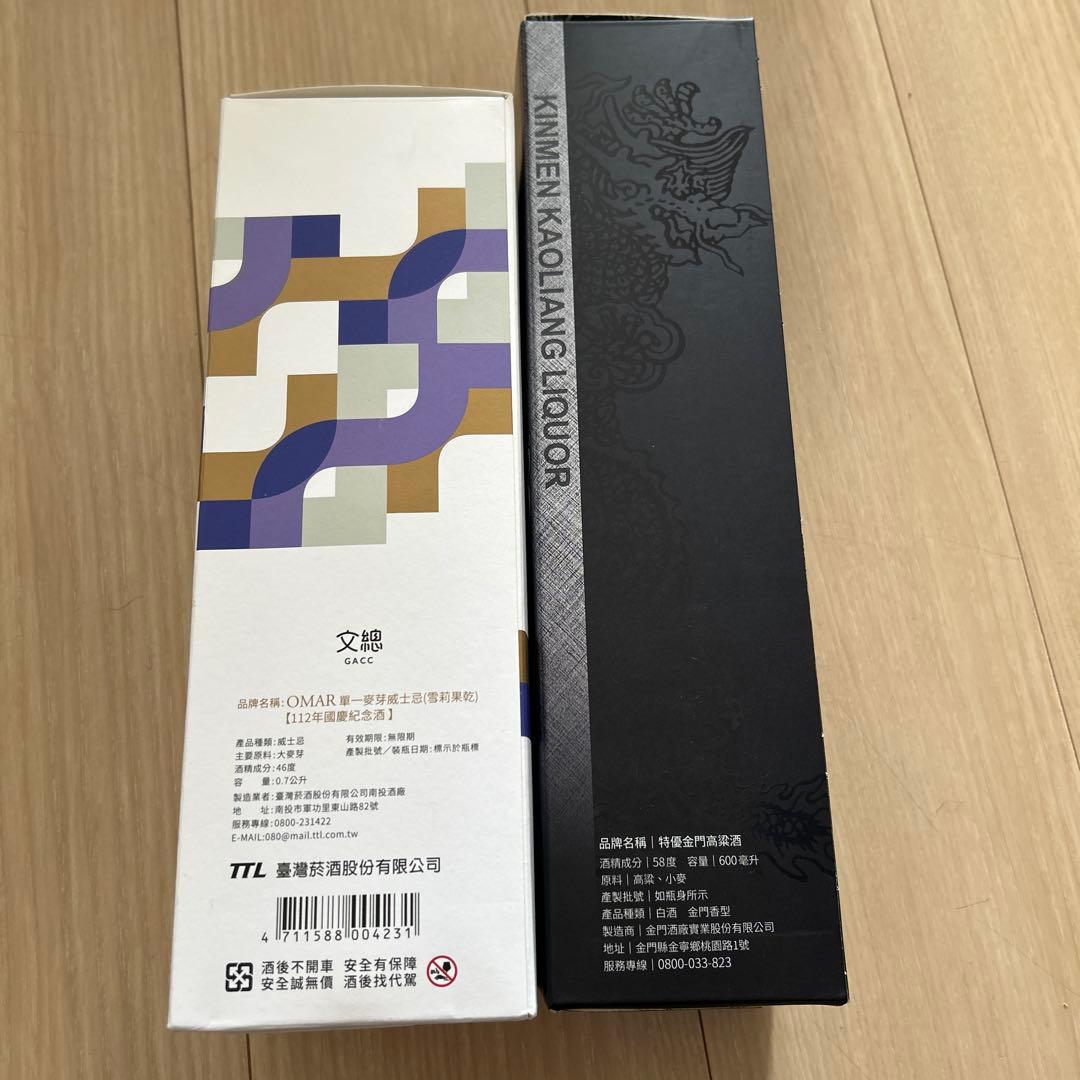 文總
GACC
品牌名稱: OMAR 單一麥芽威士忌(雪莉果乾)
【112年國慶紀念酒】
產品種類:威士忌 有效期限:無限期
主要原料:大麥芽 產製批號／裝瓶日期:標示於瓶標
酒精成分:46度
容 量:0.7公升
製造業者:臺灣菸酒股份有限公司南投酒廠
地 址:南投市軍功里東山路82號
服務專線:0800-231422
E-MAIL:080@mail.ttl.com.tw
TTL 臺灣菸酒股份有限公司
4 711588 004231
酒後不開車 安全有保障
安全誠無價 酒後找代駕
KINMEN KAOLIANG LIQUOR
品牌名稱｜特優金門高粱酒
酒精成分｜58度 容量｜600毫升
原料｜高粱、小麥
產製批號｜如瓶身所示
產品種類｜白酒 金門香型
製造商｜金門酒廠實業股份有限公司
地址｜金門縣金寧鄉桃園路1號
服務專線｜0800-033-823